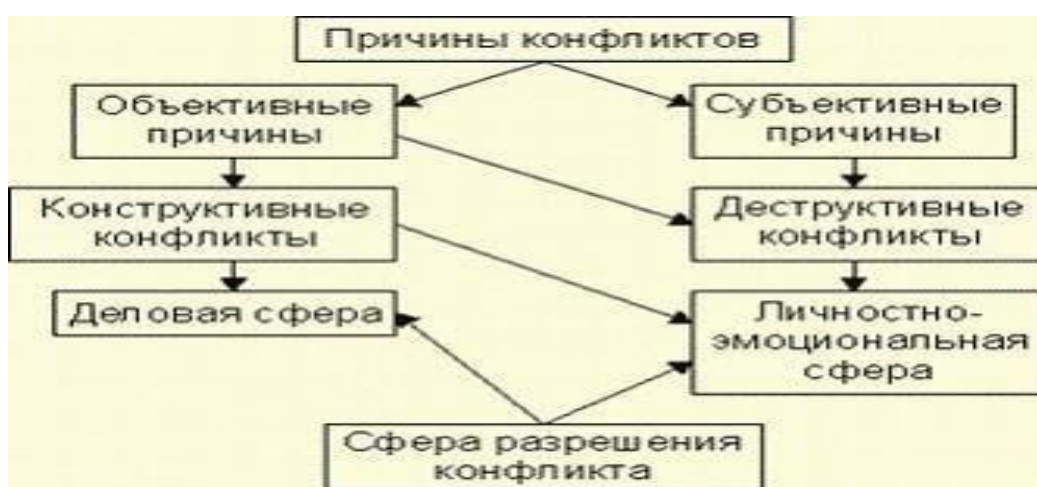 Причины конфликтов
Объективные
причины
Субъективные
причины
Конструктивные
конфликты
Деструктивные
конфликты
Деловая сфера
Личностно-
эмоциональная
сфера
Сфера разрешения
конфликта